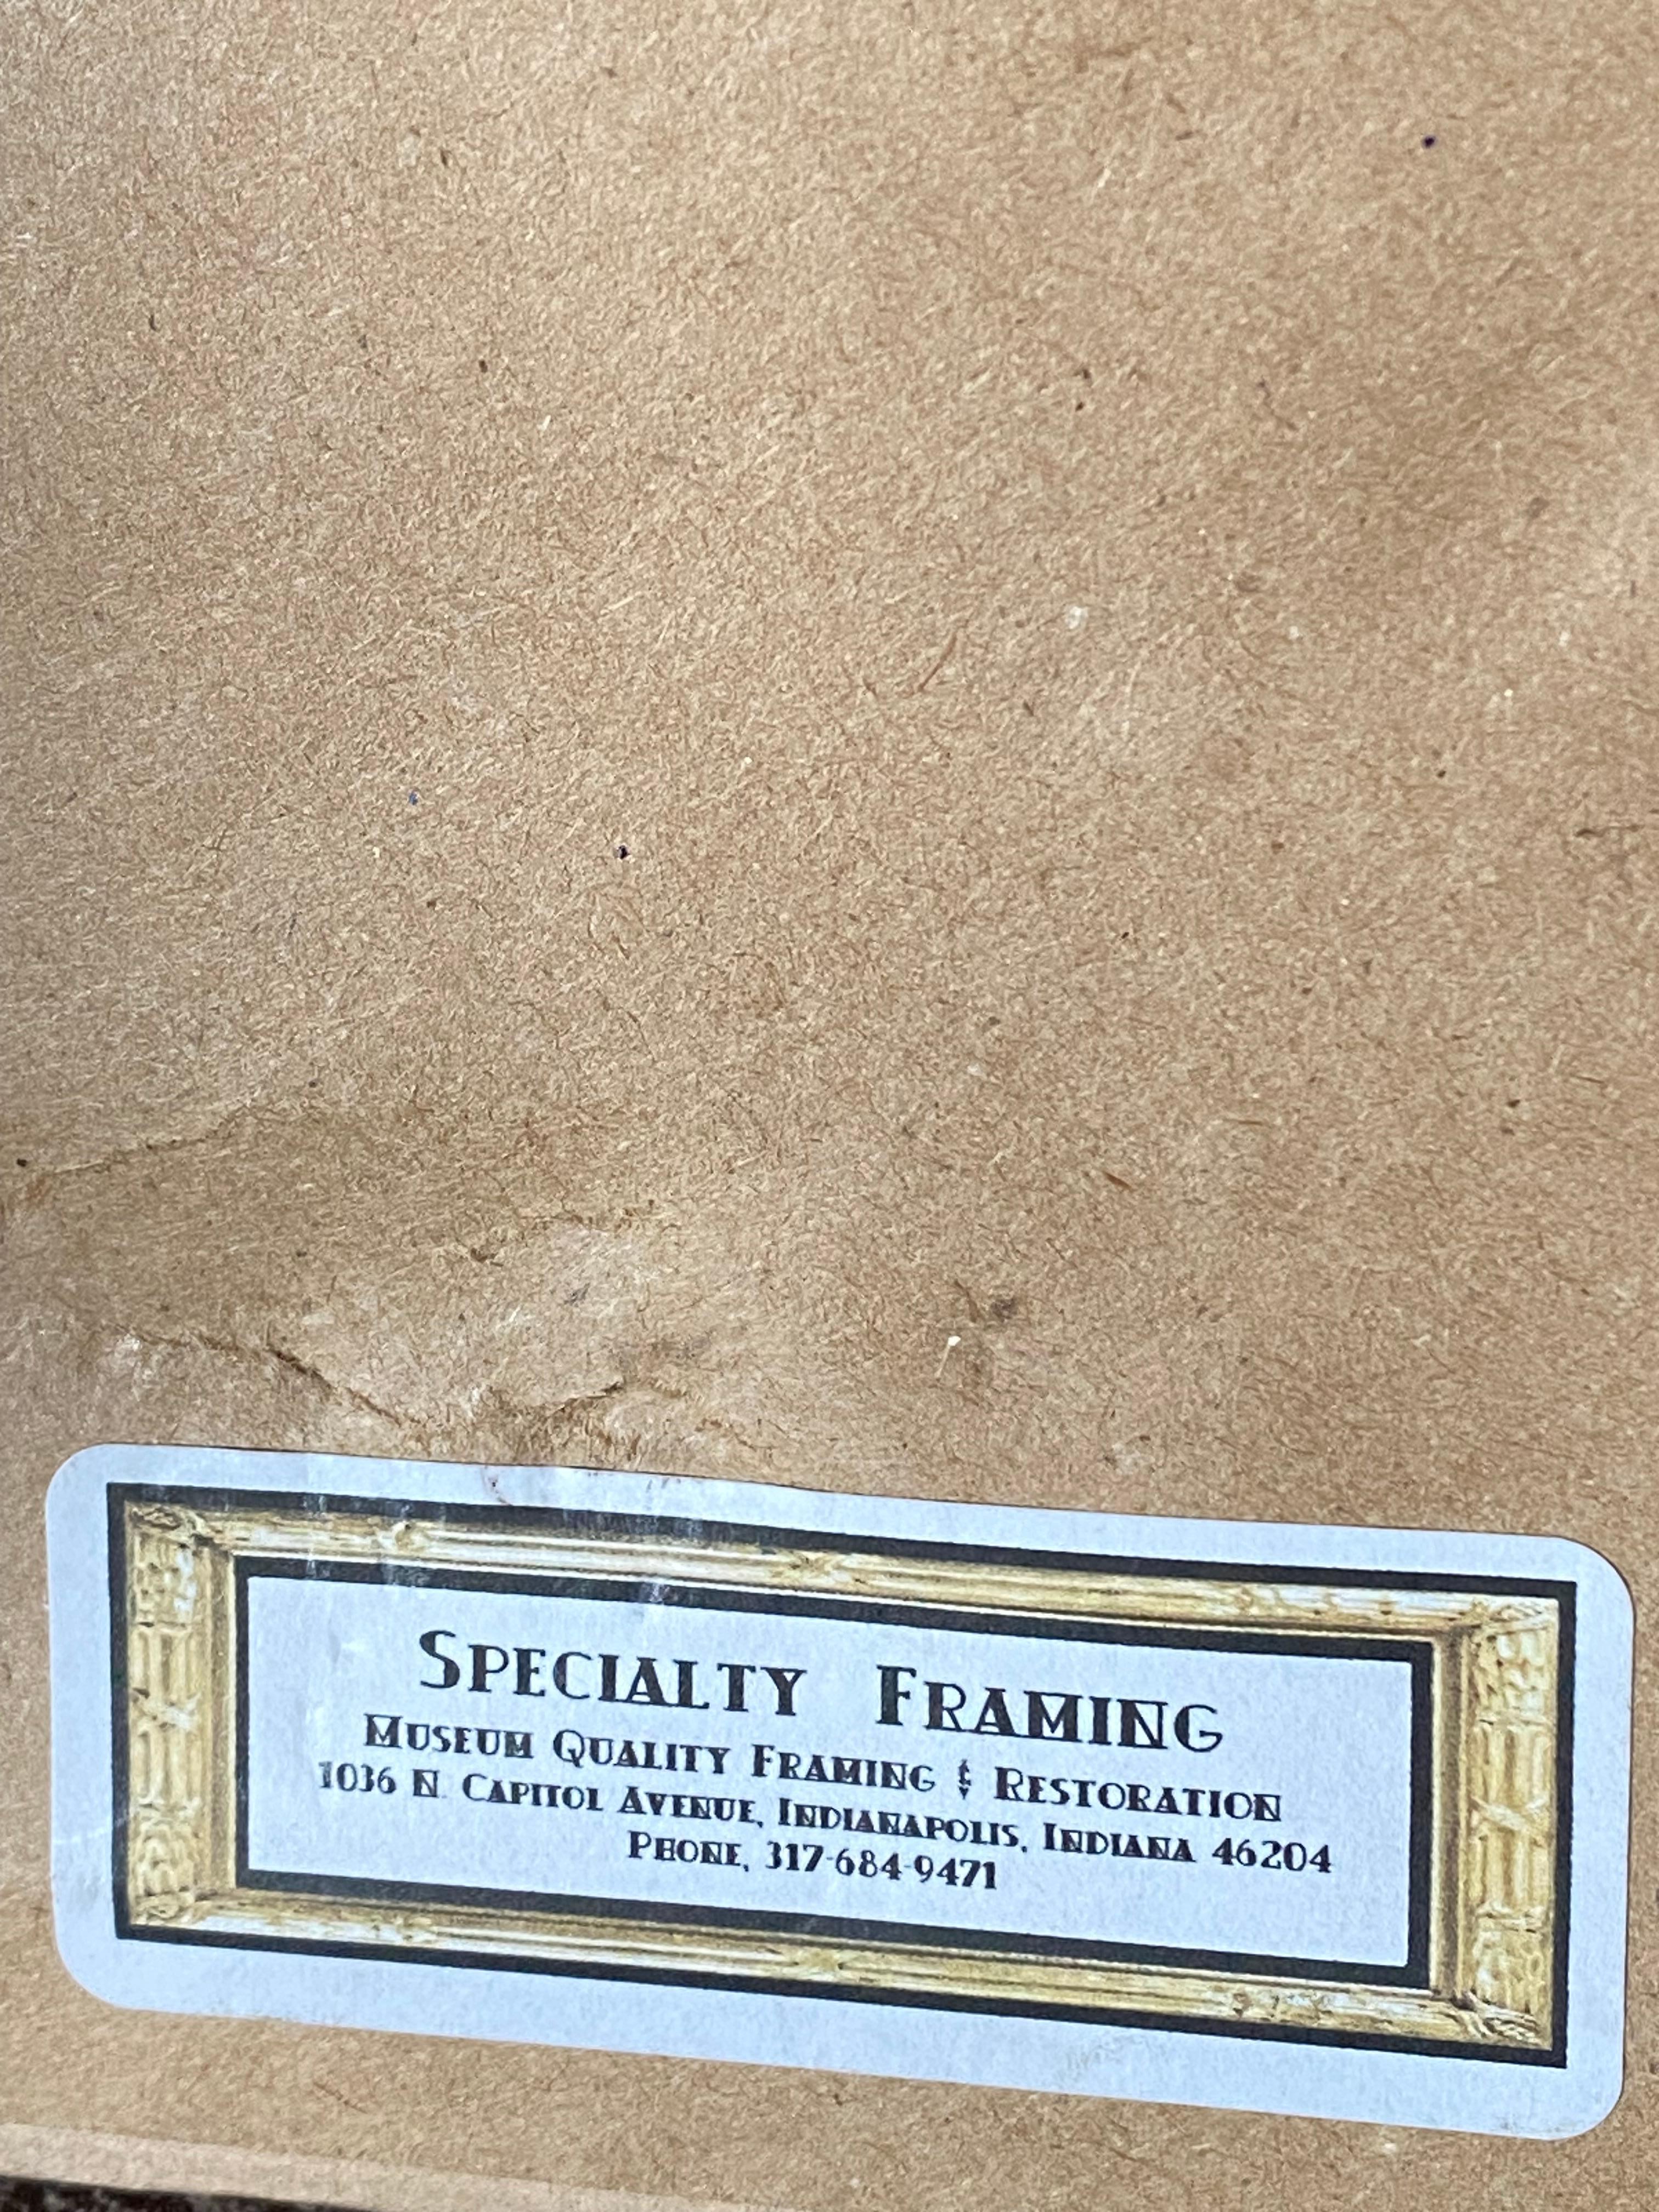 SPECIALTY FRAMING
MUSEUM QUALITY FRAMING & RESTORATION
1036 N. CAPITOL AVENUE, INDIANAPOLIS, INDIANA 46204
PHONE, 317-684-9471